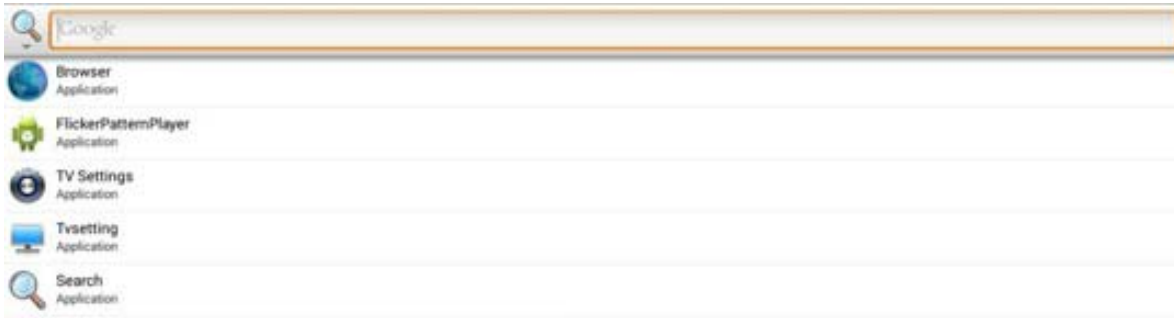 Google
Browser
Application
FlickerPatternPlayer
Application
TV Settings
Application
Tvsetting
Application
Search
Application